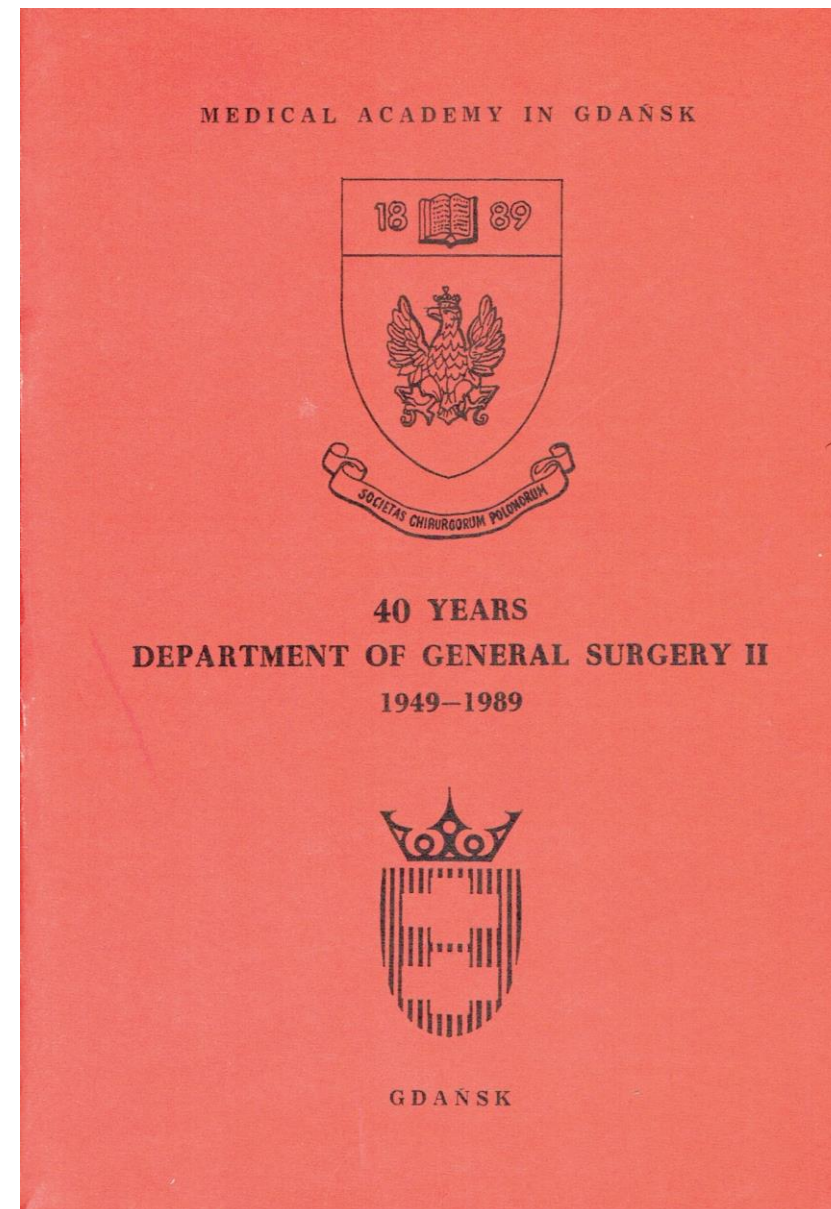 MEDICAL ACADEMY IN GDAŃSK
18 89
SOCIETAS CHIRURGORUM POLONORUM
40 YEARS
DEPARTMENT OF GENERAL SURGERY II
1949–1989
GDAŃSK